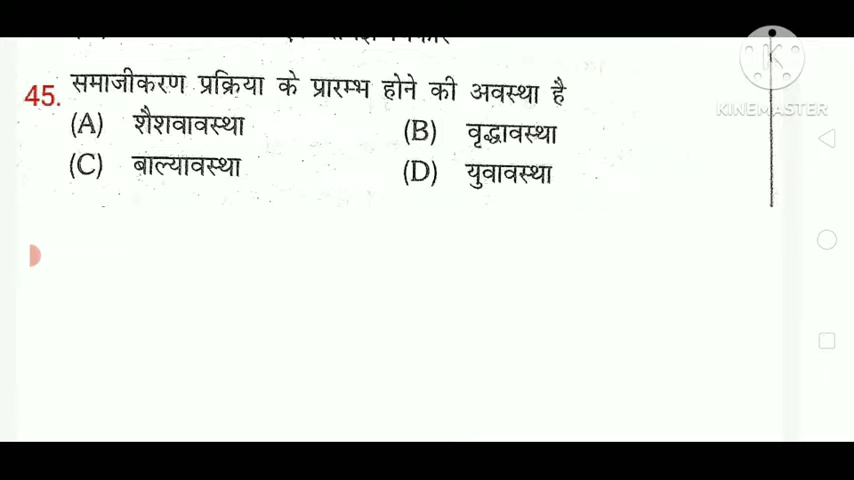 45. समाजीकरण प्रक्रिया के प्रारम्भ होने की अवस्था है
(A) शैशवावस्था (B) वृद्धावस्था
(C) बाल्यावस्था (D) युवावस्था
KINEMASTER